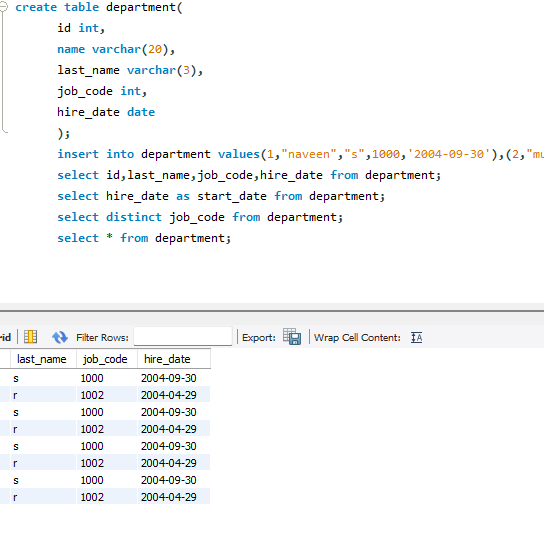 create table department(
id int,
name varchar(20),
last_name varchar(3),
job_code int,
hire_date date
);
insert into department values(1,"naveen","s",1000,'2004-09-30'),(2,"mu
select id,last_name,job_code,hire_date from department;
select hire_date as start_date from department;
select distinct job_code from department;
select * from department;
rid Filter Rows: Export: Wrap Cell Content: IA
last_name job_code hire_date
s 1000 2004-09-30
r 1002 2004-04-29
s 1000 2004-09-30
r 1002 2004-04-29
s 1000 2004-09-30
r 1002 2004-04-29
s 1000 2004-09-30
r 1002 2004-04-29